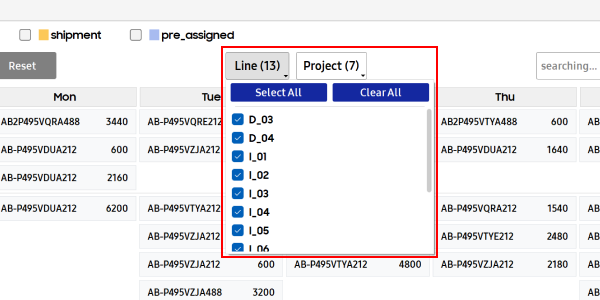 shipment pre_assigned
Reset Line (13) Project (7) searching...
Select All Clear All
Mon Tue Thu
D_03
AB2P495VQRA488 3440 AB-P495VQRE212 AB2P495VTYA488 600
D_04
AB-P495VDUA212 600 AB-P495VZJA212 I_01 AB-P495VDUA212 1640
I_02
AB-P495VDUA212 2160
I_03
AB-P495VDUA212 6200 AB-P495VTYA212 I_04 AB-P495VQRA212 1540
I_05
AB-P495VZJA212 AB-P495VTYE212 2480
I_06
AB-P495VZJA212 600 AB-P495VTYA212 4800 AB-P495VZJA212 2180
AB-P495VZJA488 3200